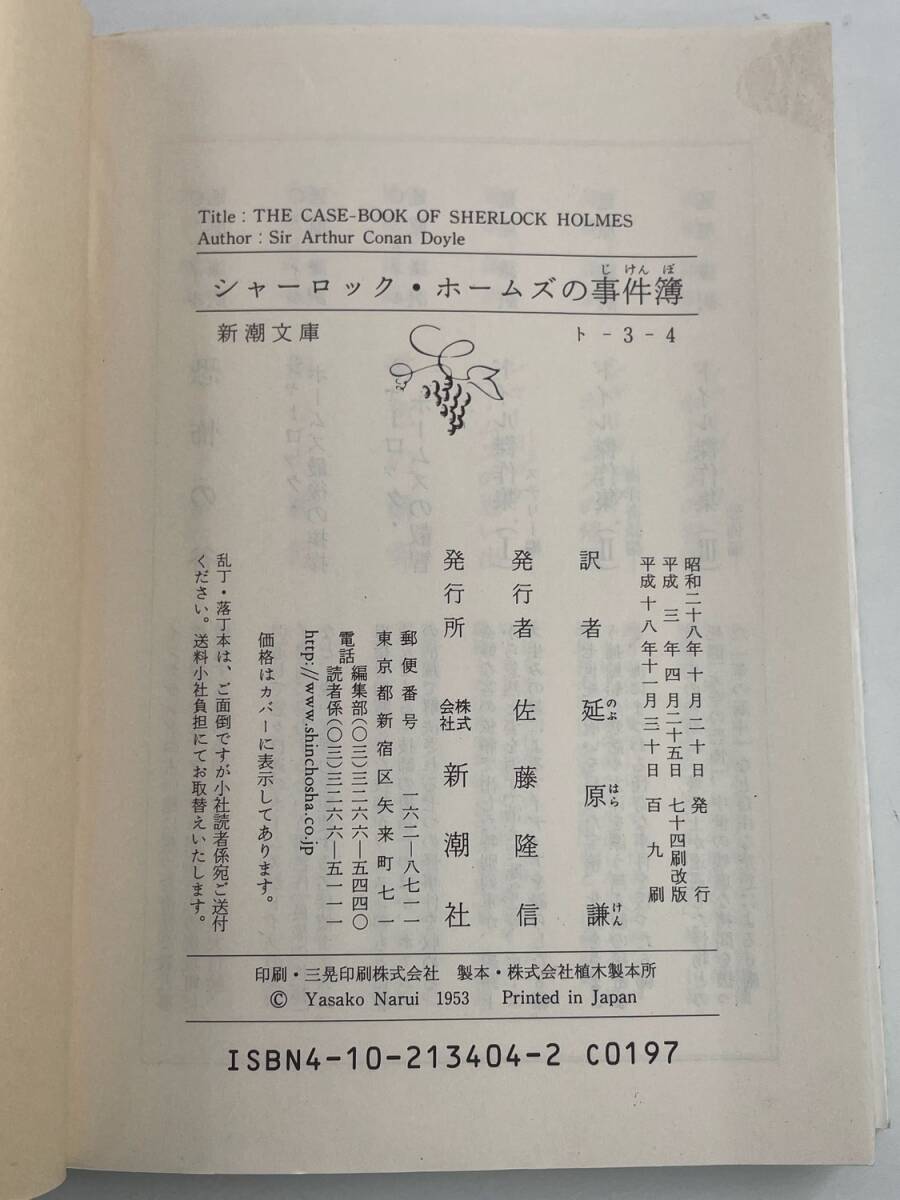 Title : THE CASE-BOOK OF SHERLOCK HOLMES
Author : Sir Arthur Conan Doyle
シャーロック・ホームズの事件簿
じけんぼ
新潮文庫
ト-3-4
昭和二十八年十月二十日 発行
平成三年四月二十五日 七十四刷改版
平成十八年十一月三十日 百九刷
訳者 延原謙
のぶ はら けん
発行者 佐藤隆信
発行所 株式会社 新潮社
郵便番号 一六二―八七一一
東京都新宿区矢来町七一
電話 編集部(〇三)三二六六―五四四〇
読者係(〇三)三二六六―五一一一
http://www.shinchosha.co.jp
価格はカバーに表示してあります。
乱丁・落丁本は、ご面倒ですが小社読者係宛ご送付
ください。送料小社負担にてお取替えいたします。
印刷・三晃印刷株式会社 製本・株式会社植木製本所
© Yasako Narui 1953 Printed in Japan
ISBN4-10-213404-2 C0197